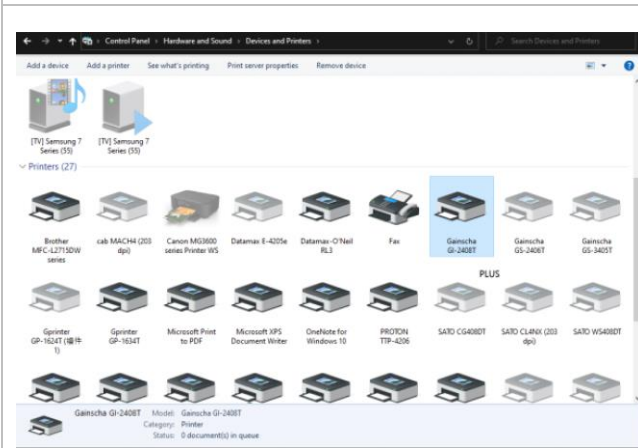 Control Panel › Hardware and Sound › Devices and Printers ›
Search Devices and Printers
Add a device Add a printer See what's printing Print server properties Remove device
[TV] Samsung 7 Series (55)
[TV] Samsung 7 Series (55)
Printers (27)
Brother MFC-L2715DW series
cab MACH4 (203 dpi)
Canon MG3600 series Printer WS
Datamax E-4205e
Datamax-O'Neil RL3
Fax
Gainscha GI-2408T
Gainscha GS-2406T
Gainscha GS-3405T
PLUS
Gprinter GP-1624T (墙件 1)
Gprinter GP-1634T
Microsoft Print to PDF
Microsoft XPS Document Writer
OneNote for Windows 10
PROTON TTP-4206
SATO CG408DT
SATO CL4NX (203 dpi)
SATO WS408DT
Gainscha GI-2408T Model: Gainscha GI-2408T
Category: Printer
Status: 0 document(s) in queue